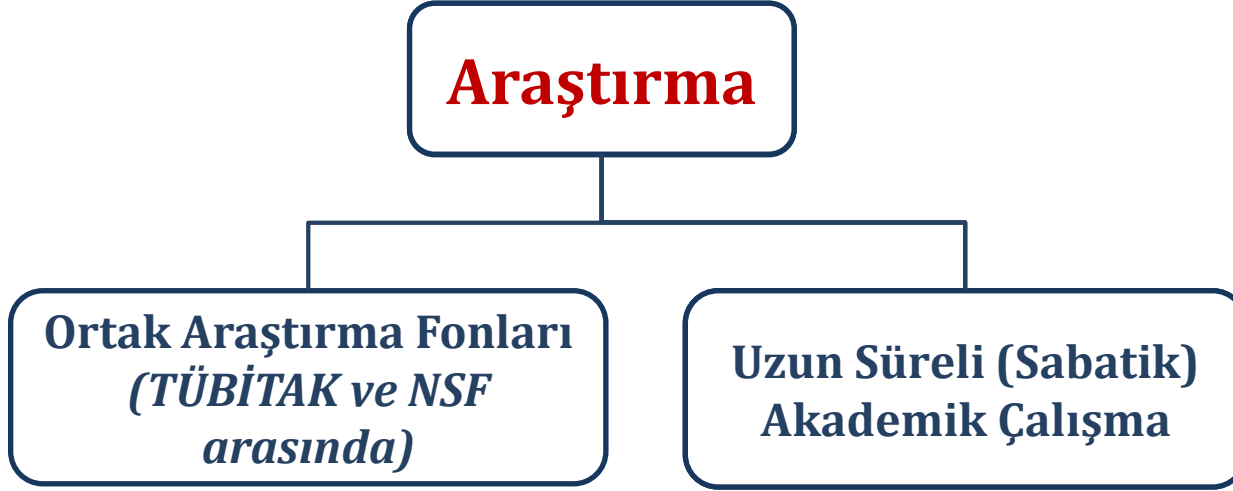 Araştırma
Ortak Araştırma Fonları
(TÜBİTAK ve NSF
arasında)
Uzun Süreli (Sabatik)
Akademik Çalışma